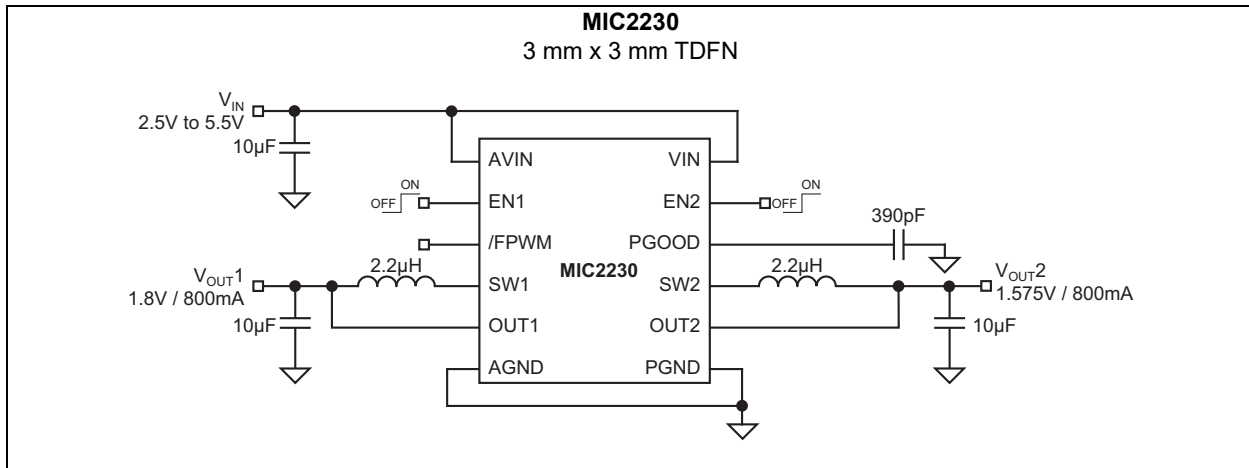 MIC2230
3 mm x 3 mm TDFN
VIN
2.5V to 5.5V
10µF
AVIN
VIN
OFF ON
EN1
EN2
OFF ON
/FPWM
PGOOD
390pF
MIC2230
VOUT1
1.8V / 800mA
2.2µH
SW1
SW2
2.2µH
VOUT2
1.575V / 800mA
10µF
OUT1
OUT2
10µF
AGND
PGND